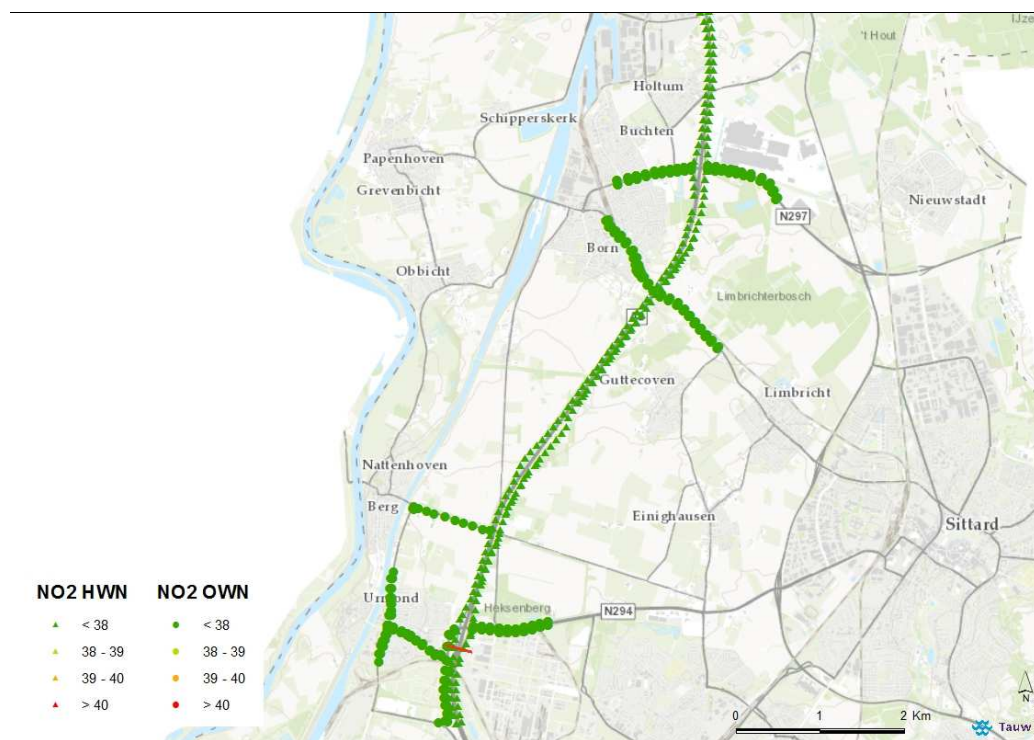 IJze
't Hout
Holtum
Schipperskerk
Buchten
Papenhoven
Grevenbicht
Nieuwstadt
N297
Born
Obbicht
Limbrichterbosch
Guttecoven
Limbricht
Nattenhoven
Berg
Einighausen
Sittard
Urmond
Heksenberg
N294
NO2 HWN NO2 OWN
< 38 < 38
38 - 39 38 - 39
39 - 40 39 - 40
> 40 > 40
N
0 1 2 Km
Tauw